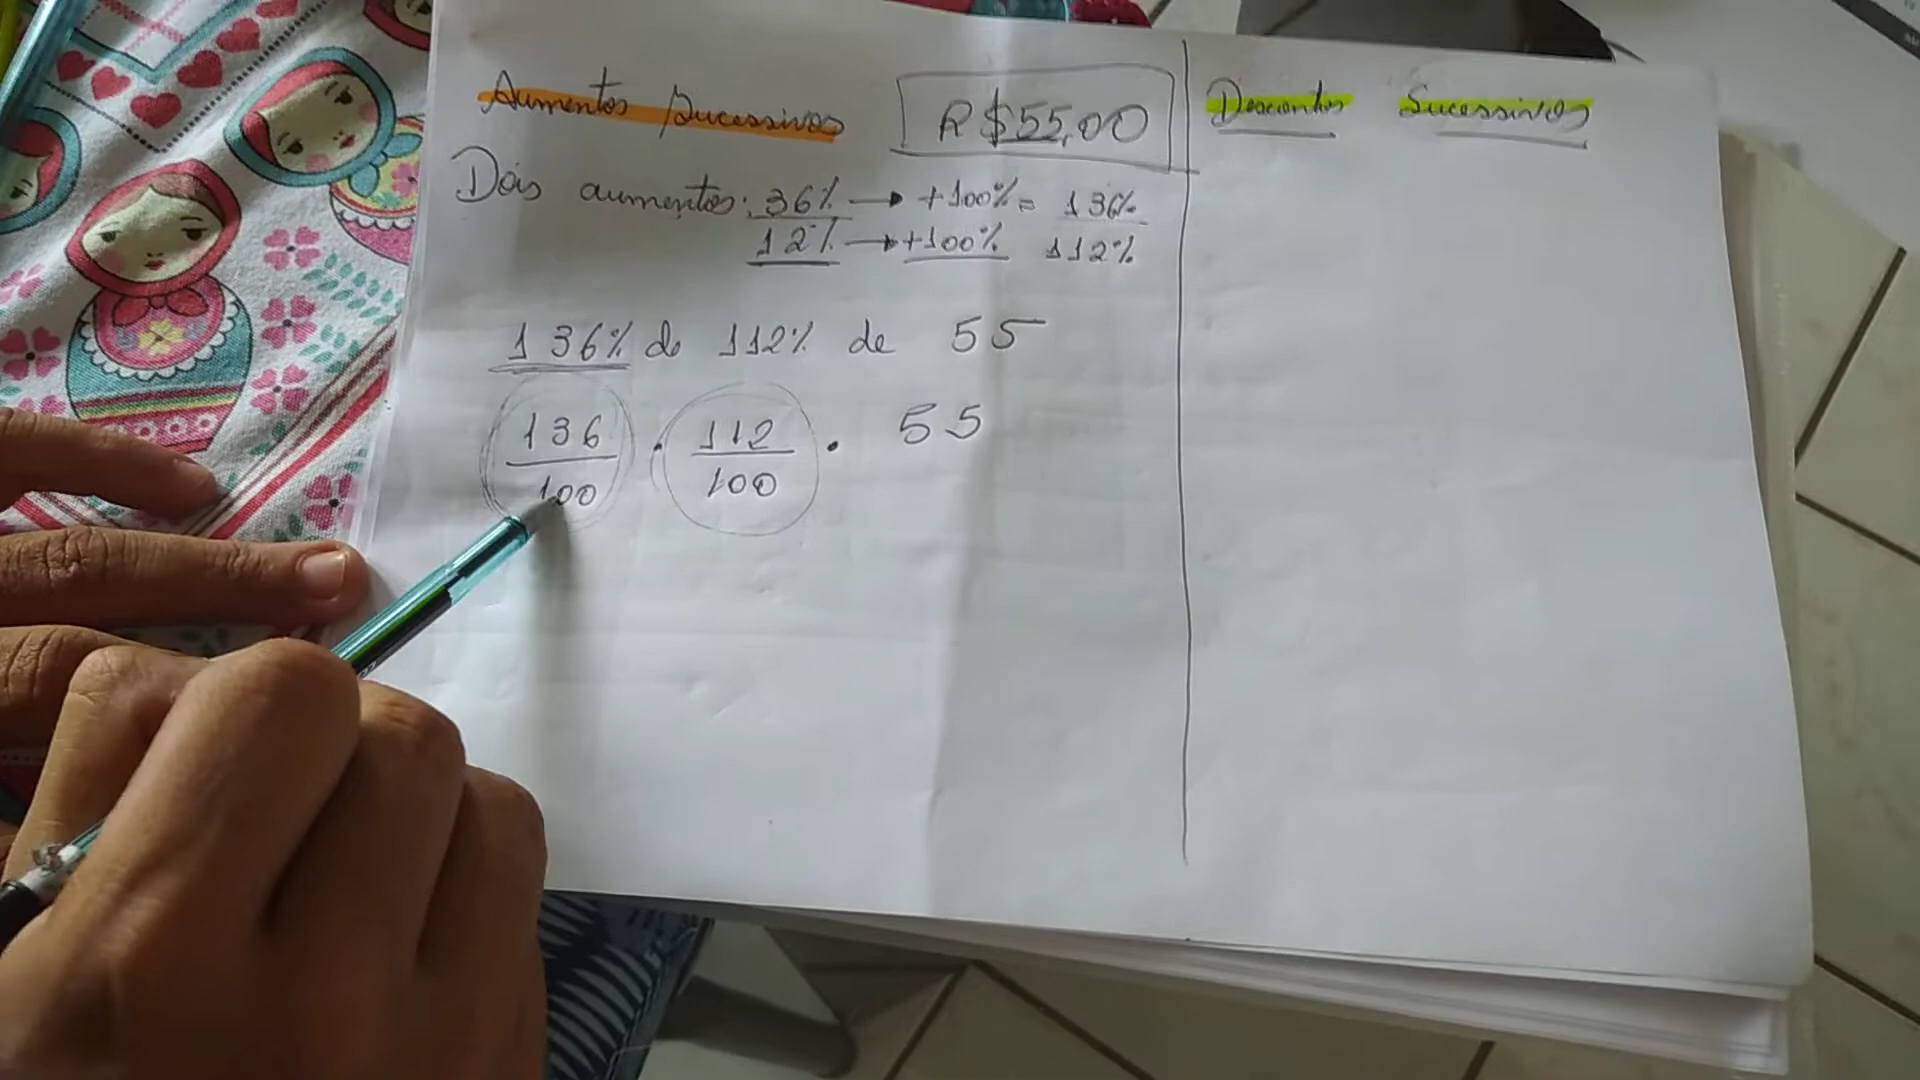 Aumentos Sucessivos
R$55,00
Dois aumentos: 36% → +100% = 136%
12% → +100% 112%
136% de 112% de 55
136/100 . 112/100 . 55
Descontos Sucessivos